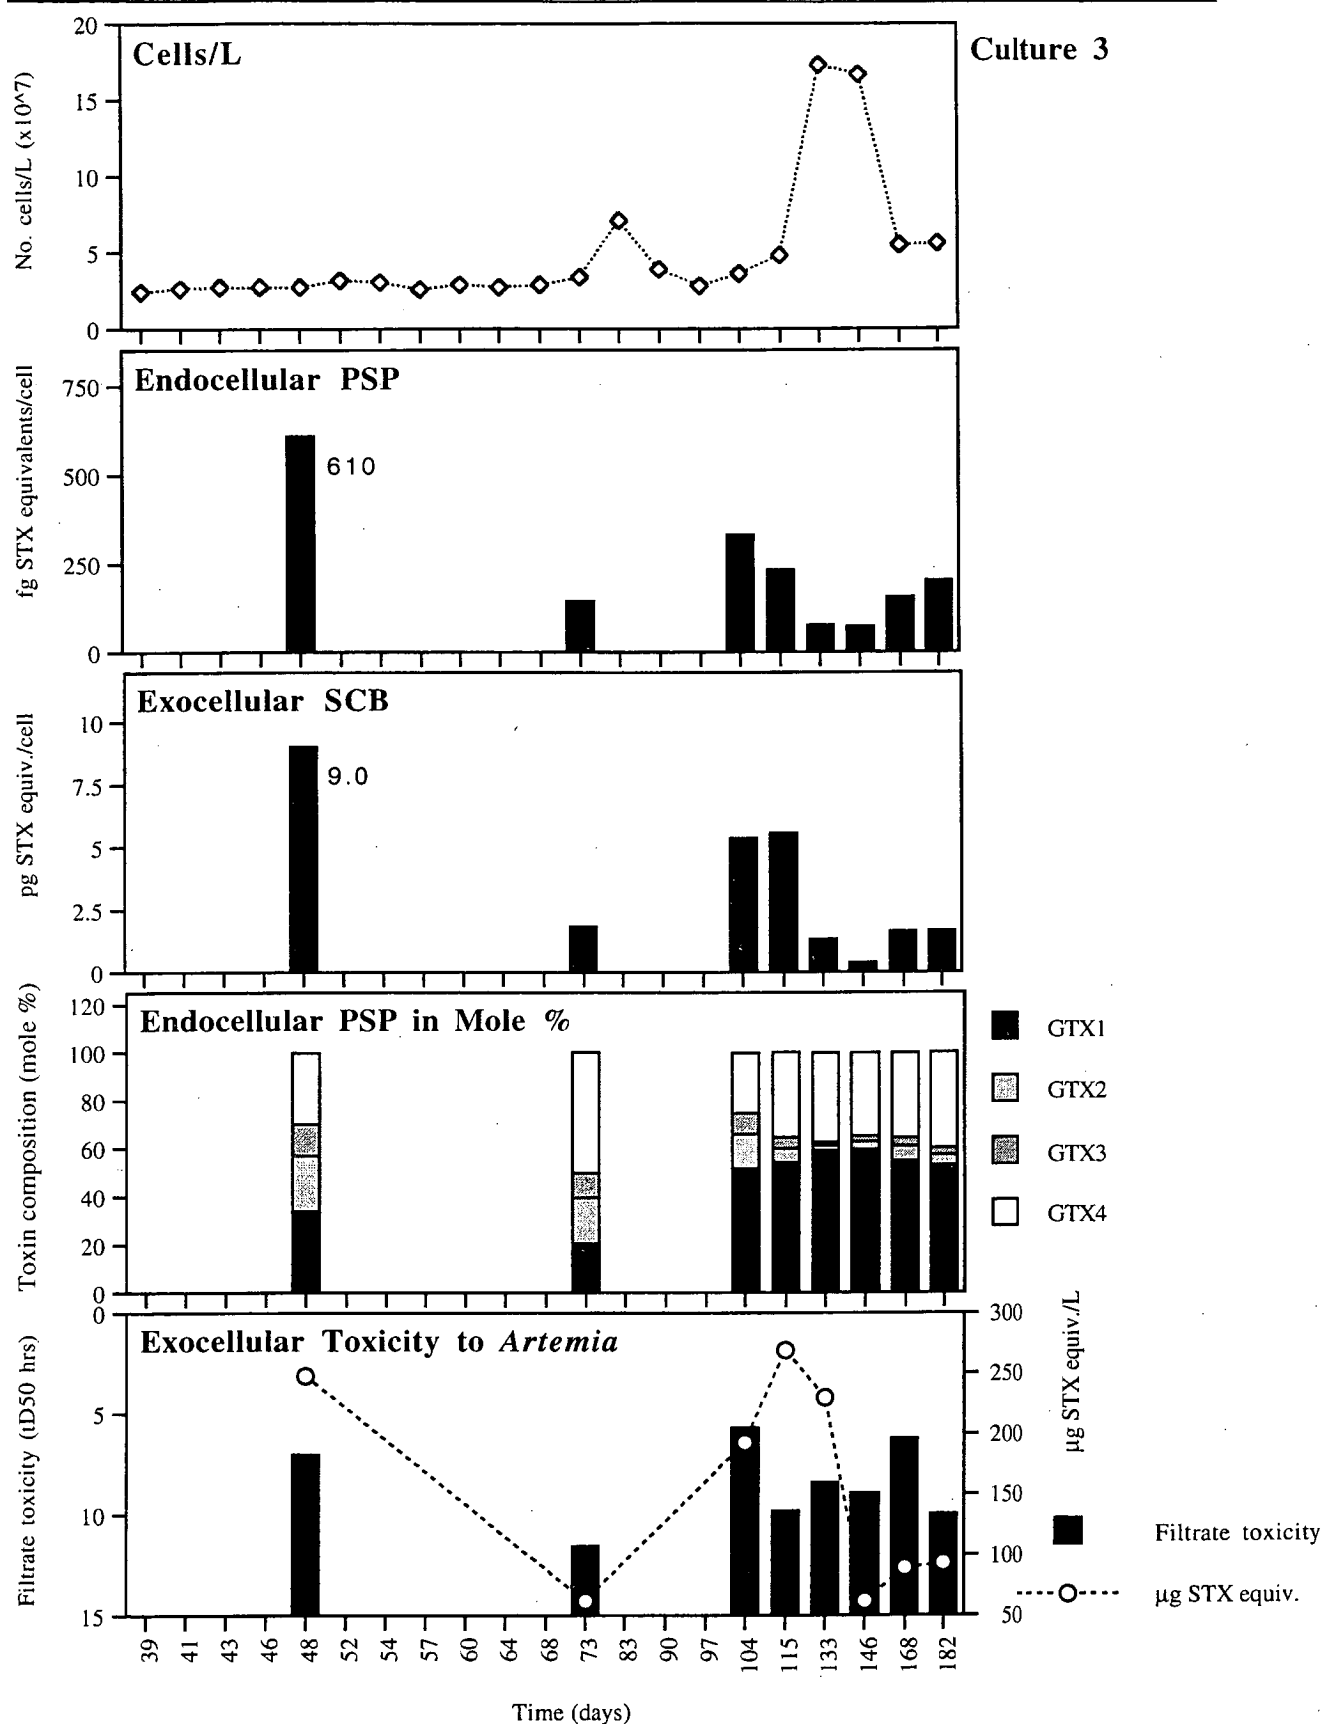 Culture 3
Cells/L
No. cells/L (x10^7)
20
15
10
5
0
Endocellular PSP
fg STX equivalents/cell
750
500
250
0
610
Exocellular SCB
pg STX equiv./cell
10
7.5
5
2.5
0
9.0
Endocellular PSP in Mole %
Toxin composition (mole %)
120
100
80
60
40
20
0
GTX1
GTX2
GTX3
GTX4
Exocellular Toxicity to Artemia
Filtrate toxicity (tD50 hrs)
0
5
10
15
300
250
200
150
100
50
µg STX equiv./L
Filtrate toxicity
µg STX equiv.
39 41 43 46 48 52 54 57 60 64 68 73 83 90 97 104 115 133 146 168 182
Time (days)